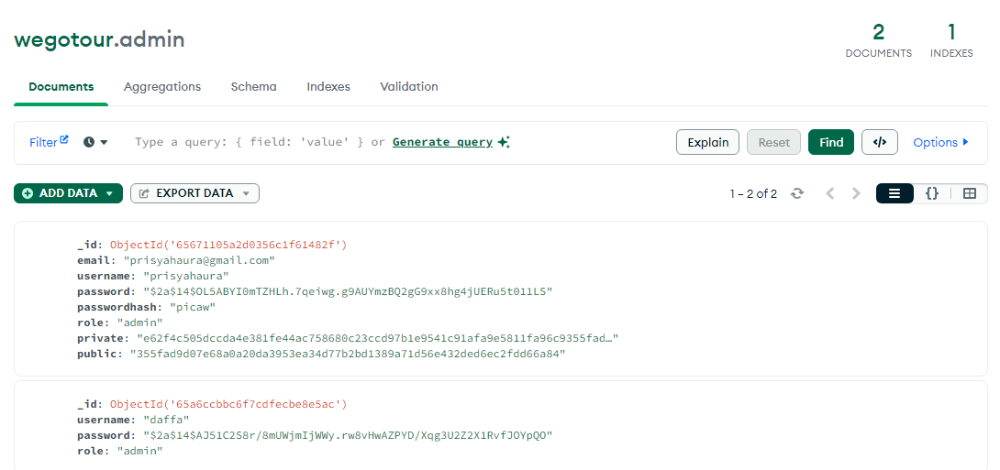 wegotour.admin
2 1
DOCUMENTS INDEXES
Documents Aggregations Schema Indexes Validation
Filter Type a query: { field: 'value' } or Generate query Explain Reset Find </> Options
ADD DATA EXPORT DATA 1 – 2 of 2 {}
_id: ObjectId('65671105a2d0356c1f61482f')
email: "prisyahaura@gmail.com"
username: "prisyahaura"
password: "$2a$14$OL5ABYI0mTZHLh.7qeiwg.g9AUYmzBQ2gG9xx8hg4jUERu5t011LS"
passwordhash: "picaw"
role: "admin"
private: "e62f4c505dccda4e381fe44ac758680c23ccd97b1e9541c91afa9e5811fa96c9355fad…"
public: "355fad9d07e68a0a20da3953ea34d77b2bd1389a71d56e432ded6ec2fdd66a84"
_id: ObjectId('65a6ccbbc6f7cdfecbe8e5ac')
username: "daffa"
password: "$2a$14$AJ51C2S8r/8mUWjmIjWWy.rw8vHwAZPYD/Xqg3U2Z2X1RvfJOYpQO"
role: "admin"